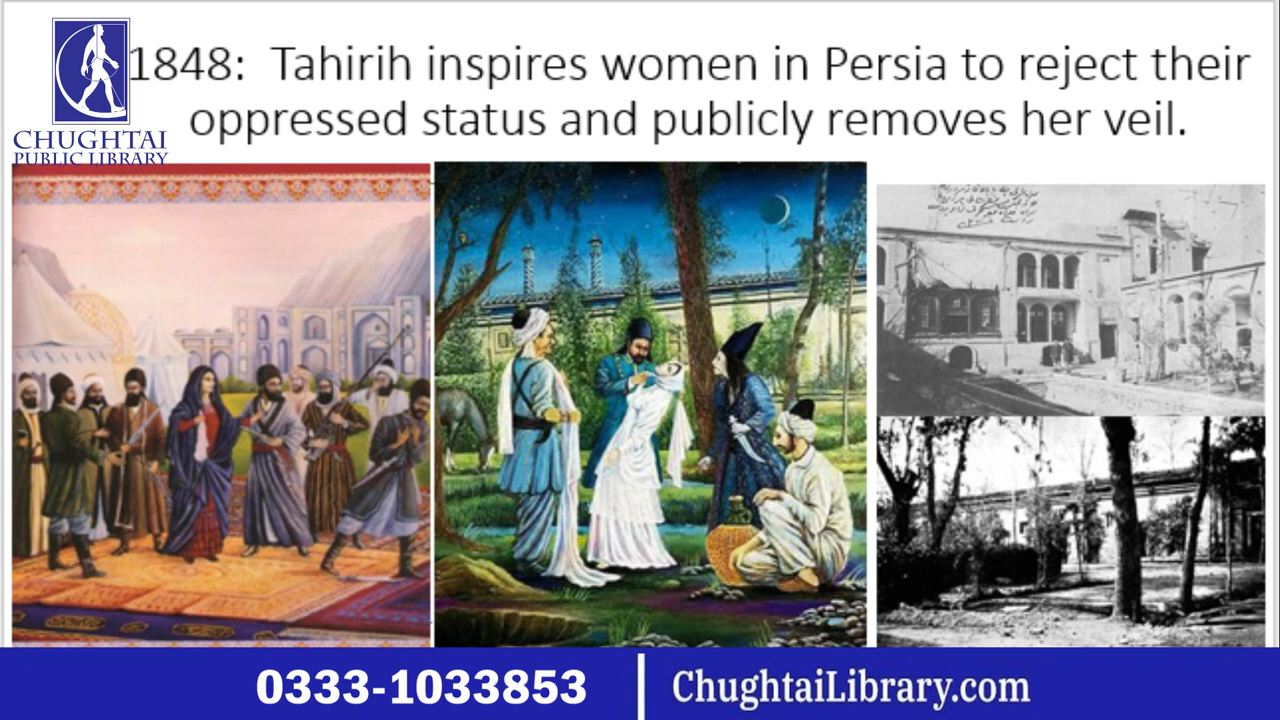 1848: Tahirih inspires women in Persia to reject their
oppressed status and publicly removes her veil.
CHUGHTAI
PUBLIC LIBRARY
0333-1033853
ChughtaiLibrary.com